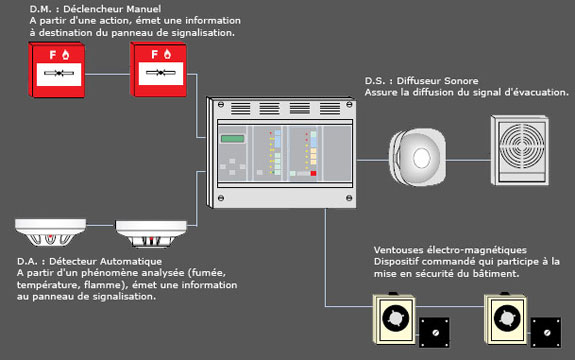 D.M. : Déclencheur Manuel
A partir d'une action, émet une information
à destination du panneau de signalisation.
F
F
D.S. : Diffuseur Sonore
Assure la diffusion du signal d'évacuation.
D.A. : Détecteur Automatique
A partir d'un phénomène analysée (fumée,
température, flamme), émet une information
au panneau de signalisation.
Ventouses électro-magnétiques
Dispositif commandé qui participe à la
mise en sécurité du bâtiment.